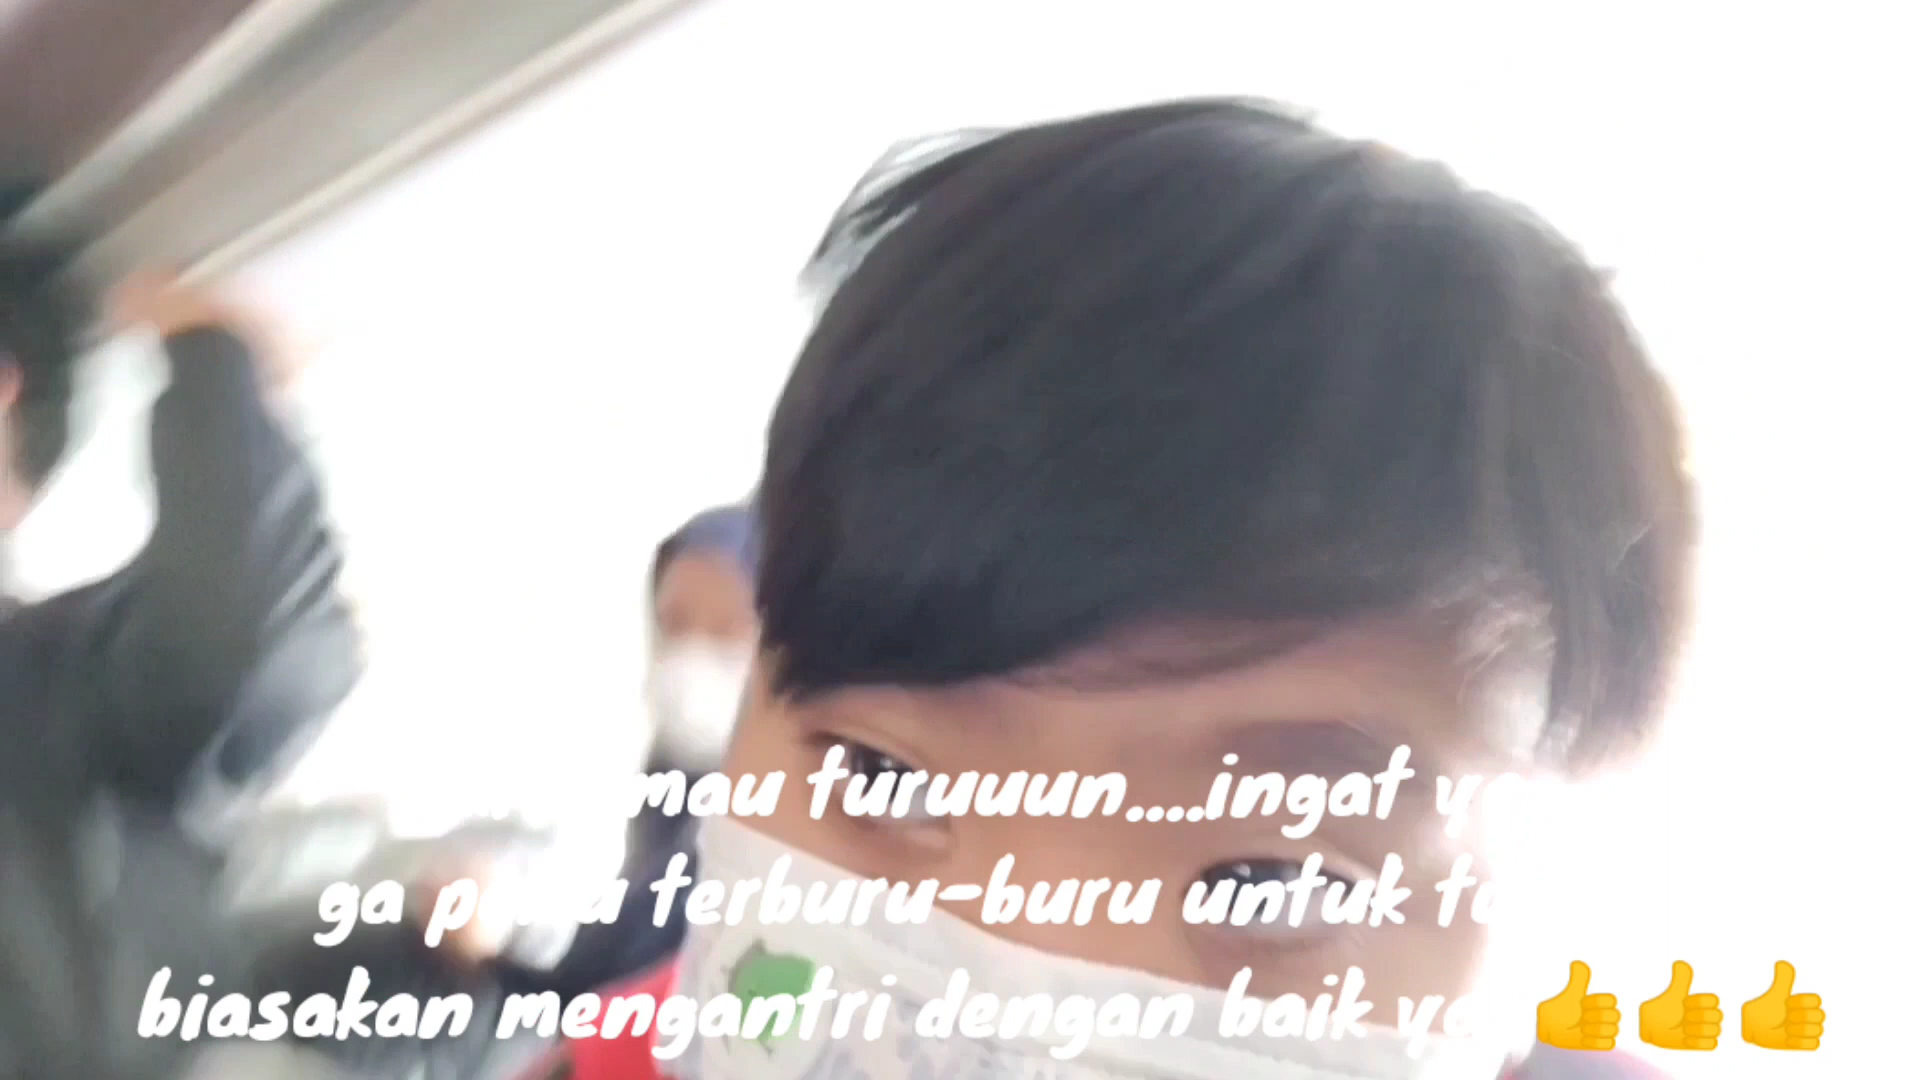 mau turuuun....ingat
ga terburu-buru untuk
biasakan mengantri dengan baik 👍👍👍